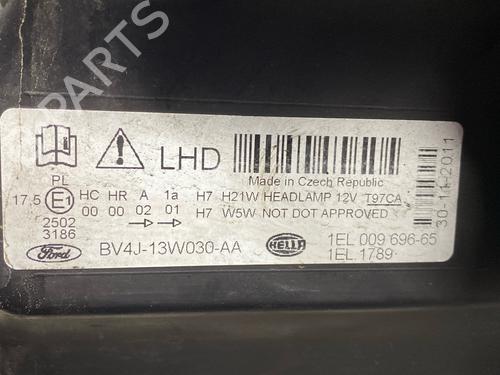 LHD
Made in Czech Republic
PL
17,5 E1 HC HR A 1a H7 H21W HEADLAMP 12V T97CA
00 00 02 01 H7 W5W NOT DOT APPROVED
2502
3186
Ford BV4J-13W030-AA HELLA 1EL 009 696-65
1EL 1789
30-11-2011
B-PARTS